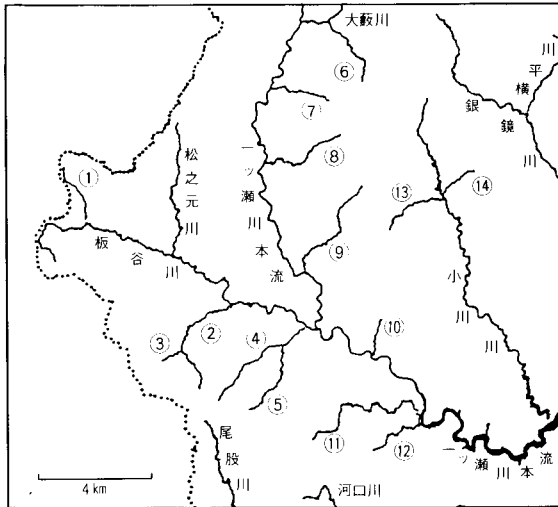 大藪川
⑥
⑦
⑧
⑨
一ッ瀬川本流
松之元川
①
板谷川
②
③
④
⑤
⑩
⑪
⑫
⑬
⑭
横平川
銀鏡川
小川川
一ッ瀬川本流
尾股川
河口川
4 km